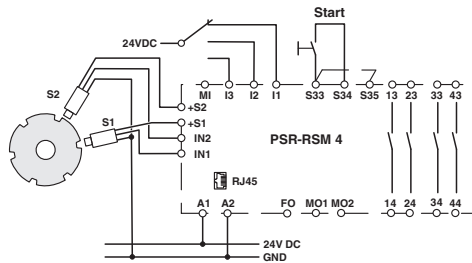 Start
24VDC
MI I3 I2 I1 S33 S34 S35 13 23 33 43
S2
+S2
S1
+S1
IN2
IN1
PSR-RSM 4
RJ45
A1 A2 FO MO1 MO2 14 24 34 44
24V DC
GND